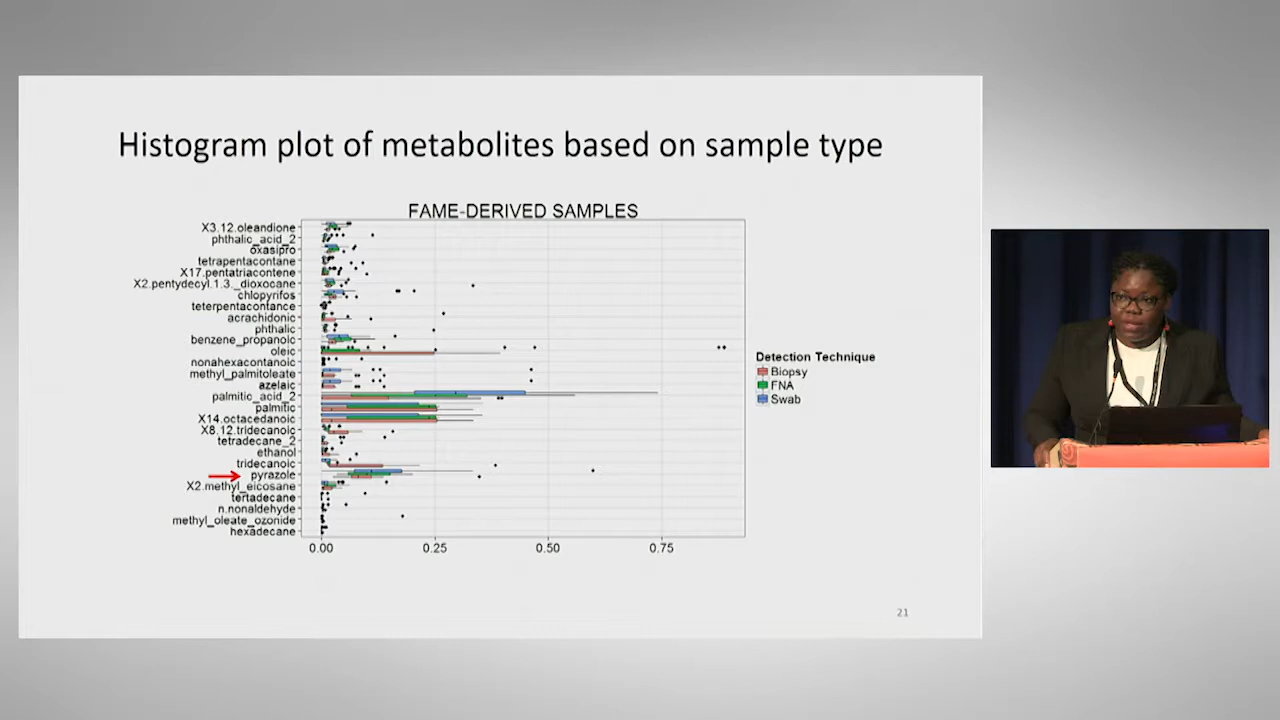 Histogram plot of metabolites based on sample type
FAME-DERIVED SAMPLES
X3.12.oleandione
phthalic_acid_2
oxasipro
tetrapentacontane
X17.pentatriacontene
X2.pentydecyl.1.3._dioxocane
chlopyrifos
teterpentacontance
acrachidonic
phthalic
benzene_propanoic
oleic
nonahexacontanoic
methyl_palmitoleate
azelaic
palmitic_acid_2
palmitic
X14.octacedanoic
X8.12.tridecanoic
tetradecane_2
ethanol
tridecanoic
pyrazole
X2.methyl_eicosane
tertadecane
n.nonaldehyde
methyl_oleate_ozonide
hexadecane
0.00 0.25 0.50 0.75
Detection Technique
Biopsy
FNA
Swab
21